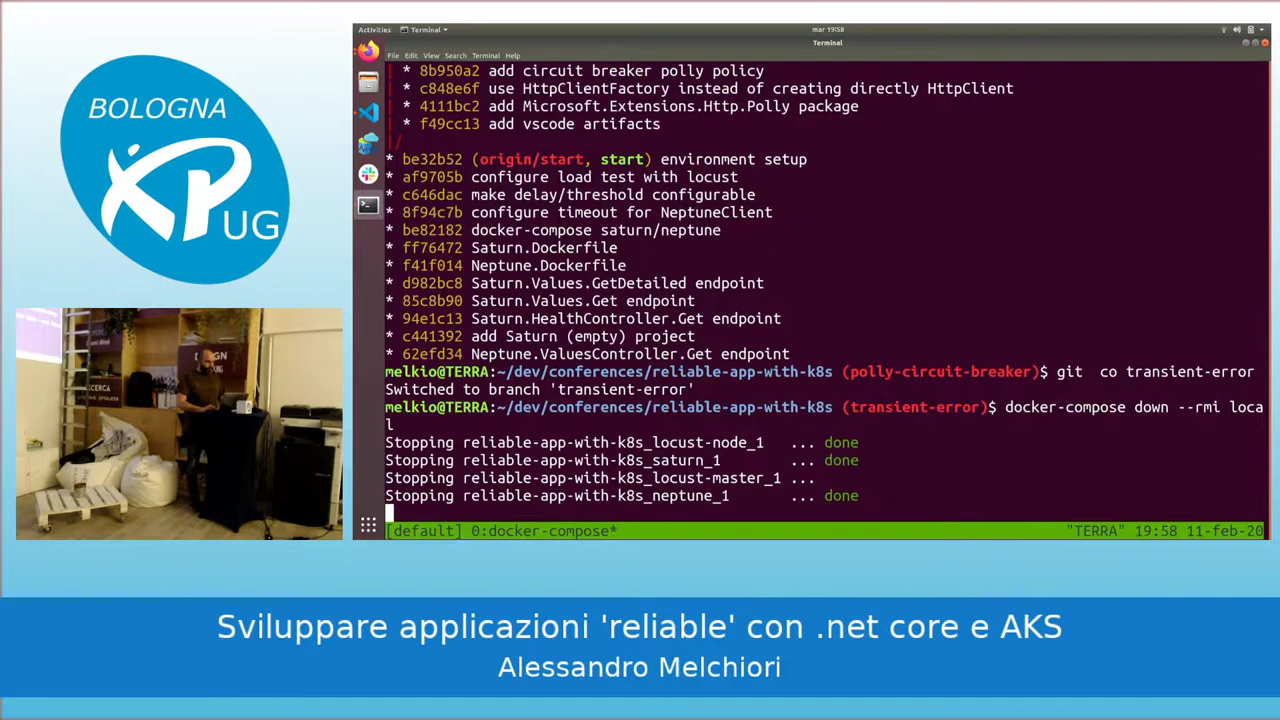 BOLOGNA
XP
UG
Activities Terminal mar 19:58
Terminal
File Edit View Search Terminal Help
* 8b950a2 add circuit breaker polly policy
* c848e6f use HttpClientFactory instead of creating directly HttpClient
* 4111bc2 add Microsoft.Extensions.Http.Polly package
* f49cc13 add vscode artifacts
|/
* be32b52 (origin/start, start) environment setup
* af9705b configure load test with locust
* c646dac make delay/threshold configurable
* 8f94c7b configure timeout for NeptuneClient
* be82182 docker-compose saturn/neptune
* ff76472 Saturn.Dockerfile
* f41f014 Neptune.Dockerfile
* d982bc8 Saturn.Values.GetDetailed endpoint
* 85c8b90 Saturn.Values.Get endpoint
* 94e1c13 Saturn.HealthController.Get endpoint
* c441392 add Saturn (empty) project
* 62efd34 Neptune.ValuesController.Get endpoint
melkio@TERRA:~/dev/conferences/reliable-app-with-k8s (polly-circuit-breaker)$ git  co transient-error
Switched to branch 'transient-error'
melkio@TERRA:~/dev/conferences/reliable-app-with-k8s (transient-error)$ docker-compose down --rmi loca
l
Stopping reliable-app-with-k8s_locust-node_1   ... done
Stopping reliable-app-with-k8s_saturn_1        ... done
Stopping reliable-app-with-k8s_locust-master_1 ...
Stopping reliable-app-with-k8s_neptune_1       ... done
[default] 0:docker-compose* "TERRA" 19:58 11-feb-20
Sviluppare applicazioni 'reliable' con .net core e AKS
Alessandro Melchiori